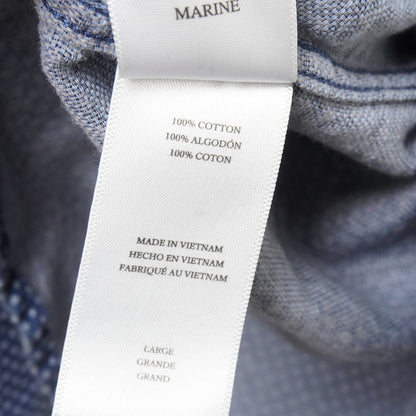 MARINE
100% COTTON
100% ALGODÓN
100% COTON
MADE IN VIETNAM
HECHO EN VIETNAM
FABRIQUÉ AU VIETNAM
LARGE
GRANDE
GRAND